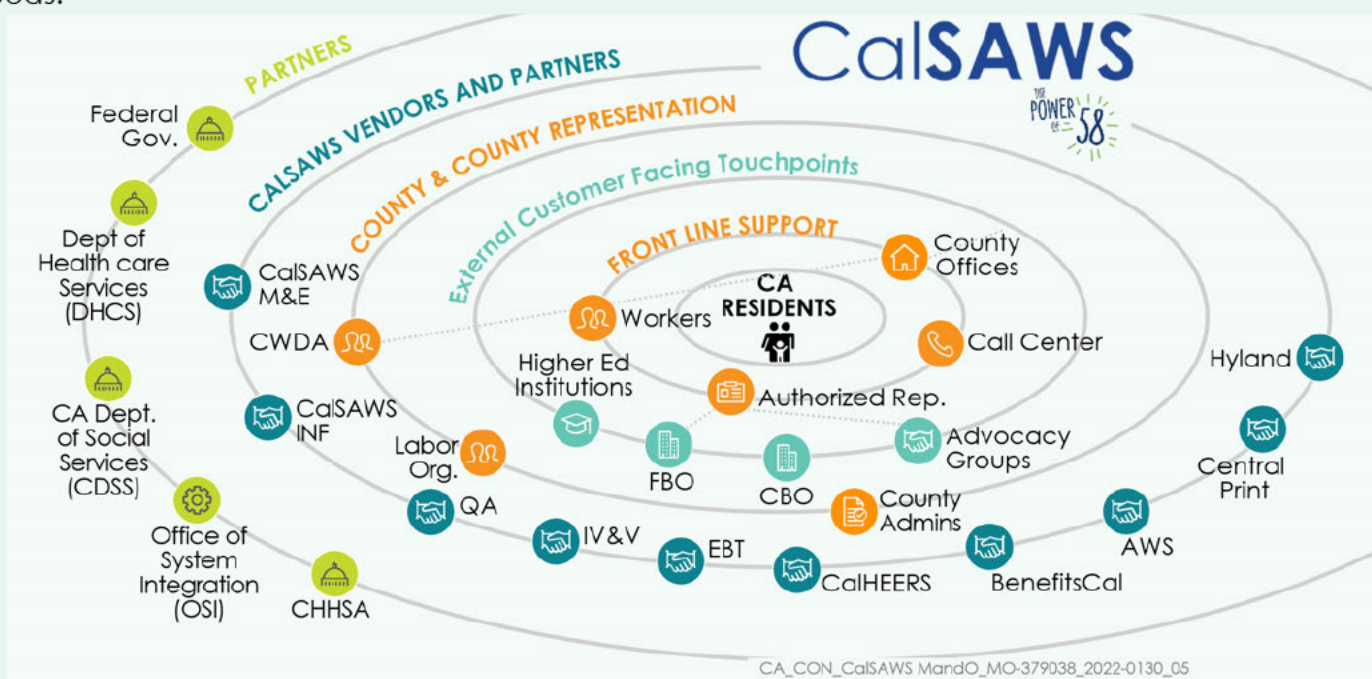 CalSAWS
THE
POWER
OF 58
PARTNERS
CALSAWS VENDORS AND PARTNERS
COUNTY & COUNTY REPRESENTATION
External Customer Facing Touchpoints
FRONT LINE SUPPORT
CA
RESIDENTS
Federal
Gov.
Dept of
Health care
Services
(DHCS)
CA Dept.
of Social
Services
(CDSS)
Office of
System
Integration
(OSI)
CHHSA
CalSAWS
M&E
CWDA
CalSAWS
INF
Labor
Org.
QA
IV&V
EBT
CalHEERS
BenefitsCal
AWS
Central
Print
Hyland
Workers
County
Offices
Call Center
Authorized Rep.
Higher Ed
Institutions
FBO
CBO
Advocacy
Groups
County
Admins
CA_CON_CalSAWS MandO_MO-379038_2022-0130_05